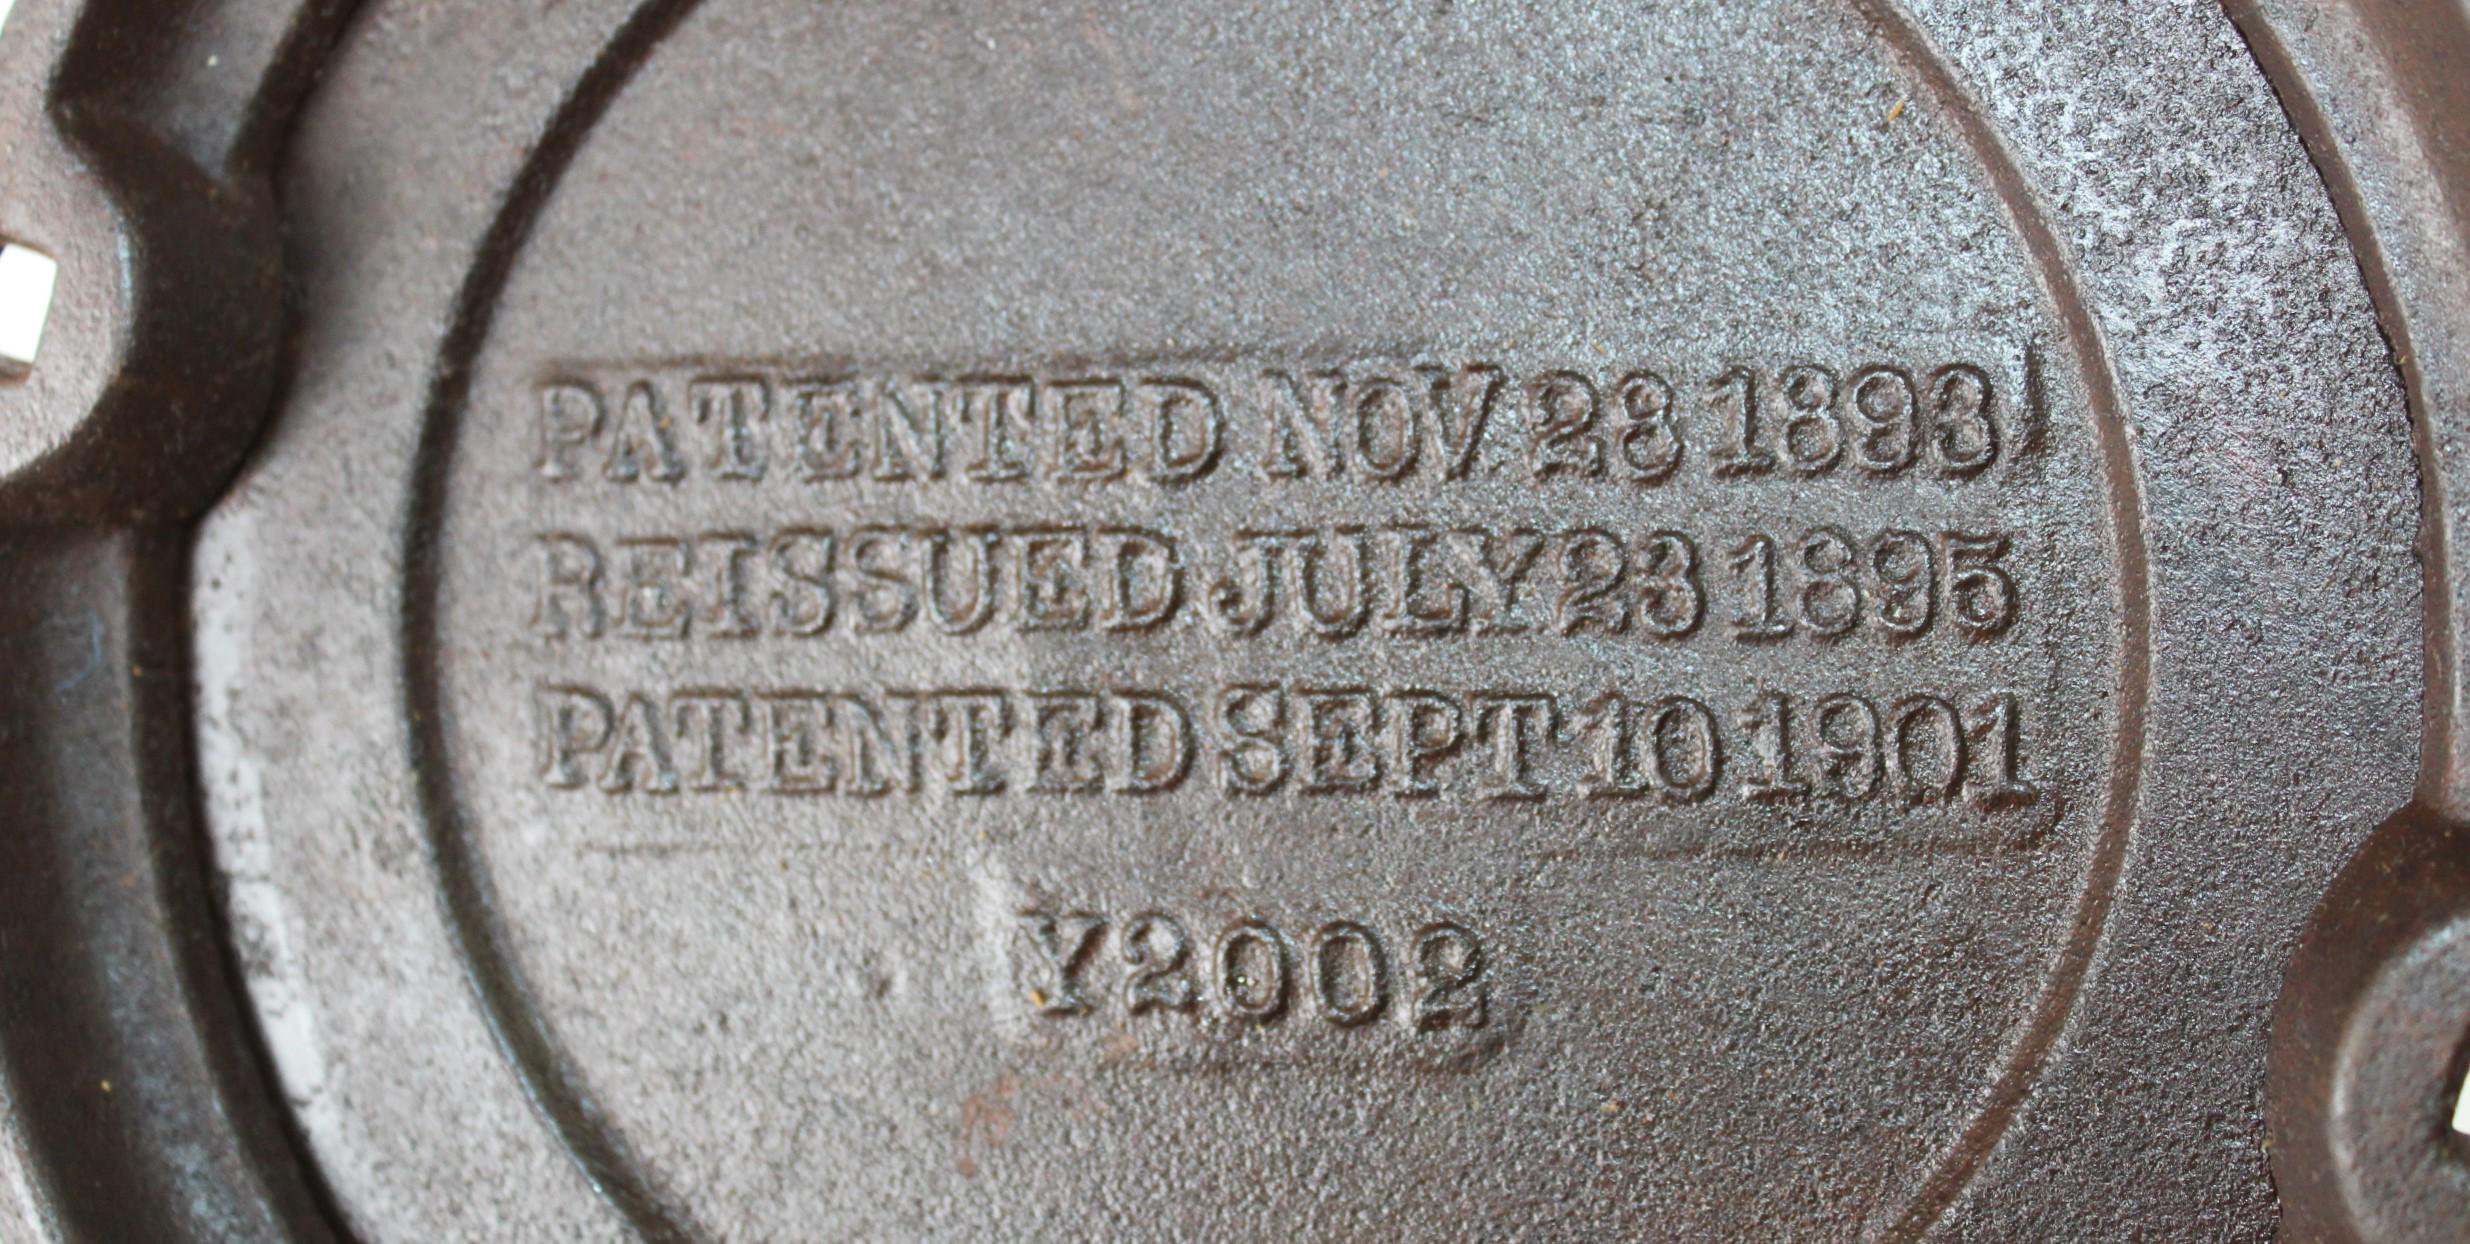 PATENTED NOV 28 1893
REISSUED JULY 23 1895
PATENTED SEPT 10 1901
Y2002